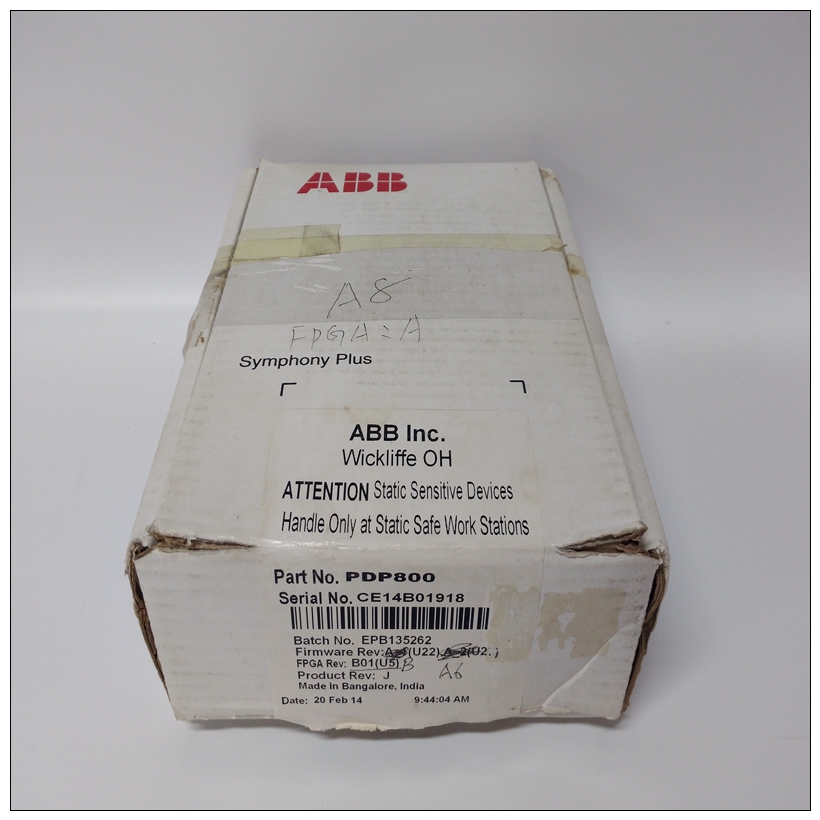 ABB
A8
FPGA: A
Symphony Plus
ABB Inc.
Wickliffe OH
ATTENTION Static Sensitive Devices
Handle Only at Static Safe Work Stations
Part No. PDP800
Serial No. CE14B01918
Batch No. EPB135262
Firmware Rev: (U22) (U2.)
FPGA Rev: B01(U5) B A6
Product Rev: J
Made In Bangalore, India
Date: 20 Feb 14 9:44:04 AM